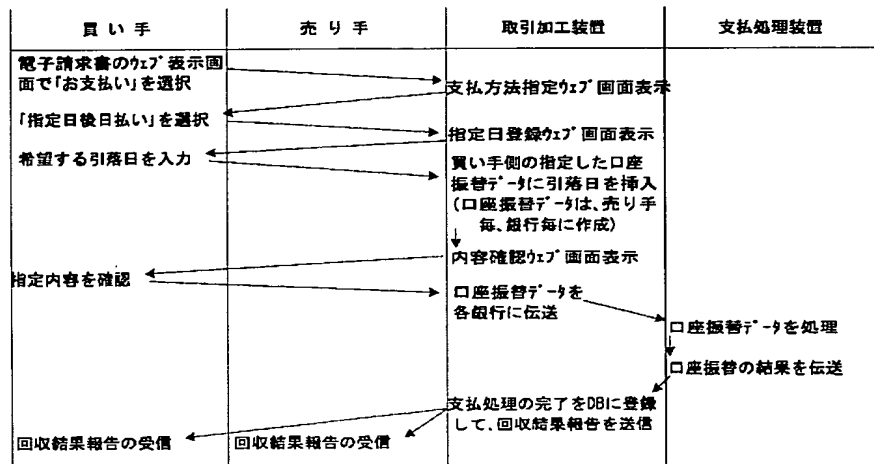 買い手
売り手
取引加工装置
支払処理装置
電子請求書のｳｪﾌﾞ表示画
面で「お支払い」を選択
支払方法指定ｳｪﾌﾞ画面表示
「指定日後日払い」を選択
指定日登録ｳｪﾌﾞ画面表示
希望する引落日を入力
買い手側の指定した口座
振替ﾃﾞｰﾀに引落日を挿入
(口座振替ﾃﾞｰﾀは、売り手
毎、銀行毎に作成)
内容確認ｳｪﾌﾞ画面表示
指定内容を確認
口座振替ﾃﾞｰﾀを
各銀行に伝送
口座振替ﾃﾞｰﾀを処理
口座振替の結果を伝送
支払処理の完了をDBに登録
して、回収結果報告を送信
回収結果報告の受信
回収結果報告の受信